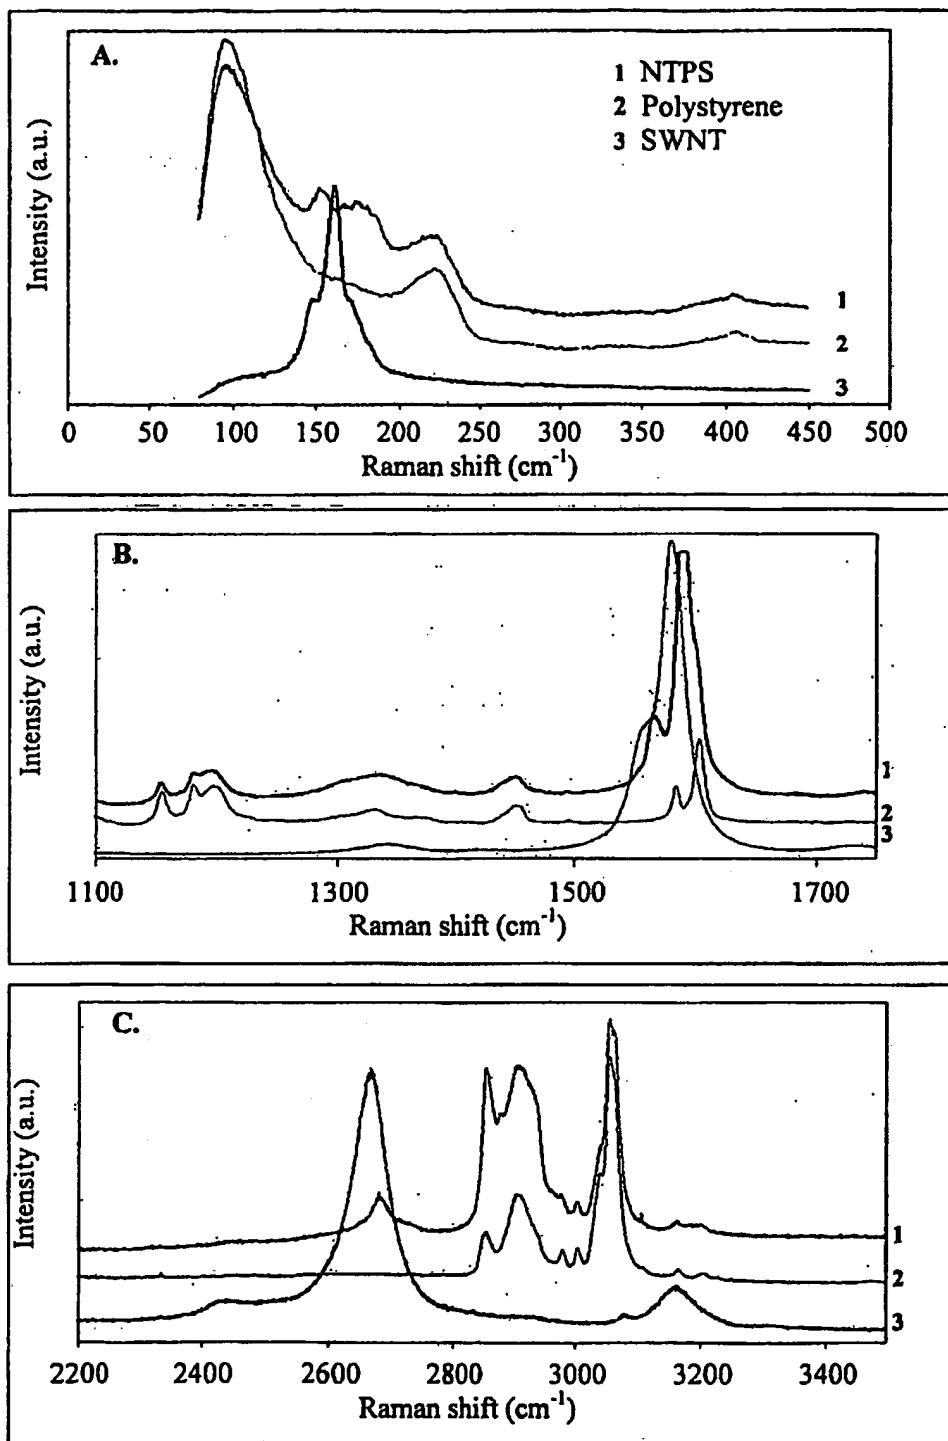 A.
1 NTPS
2 Polystyrene
3 SWNT
Intensity (a.u.)
1
2
3
0 50 100 150 200 250 300 350 400 450 500
Raman shift (cm⁻¹)
B.
Intensity (a.u.)
1
2
3
1100 1300 1500 1700
Raman shift (cm⁻¹)
C.
Intensity (a.u.)
1
2
3
2200 2400 2600 2800 3000 3200 3400
Raman shift (cm⁻¹)